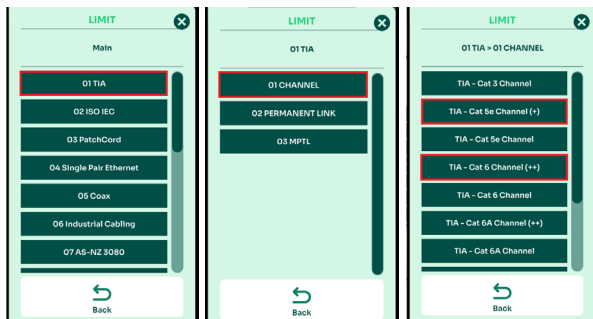 LIMIT
Main
01 TIA
02 ISO IEC
03 PatchCord
04 Single Pair Ethernet
05 Coax
06 Industrial Cabling
07 AS-NZ 3080
Back
LIMIT
01 TIA
01 CHANNEL
02 PERMANENT LINK
03 MPTL
Back
LIMIT
01 TIA > 01 CHANNEL
TIA - Cat 3 Channel
TIA - Cat 5e Channel (+)
TIA - Cat 5e Channel
TIA - Cat 6 Channel (++)
TIA - Cat 6 Channel
TIA - Cat 6A Channel (++)
TIA - Cat 6A Channel
Back